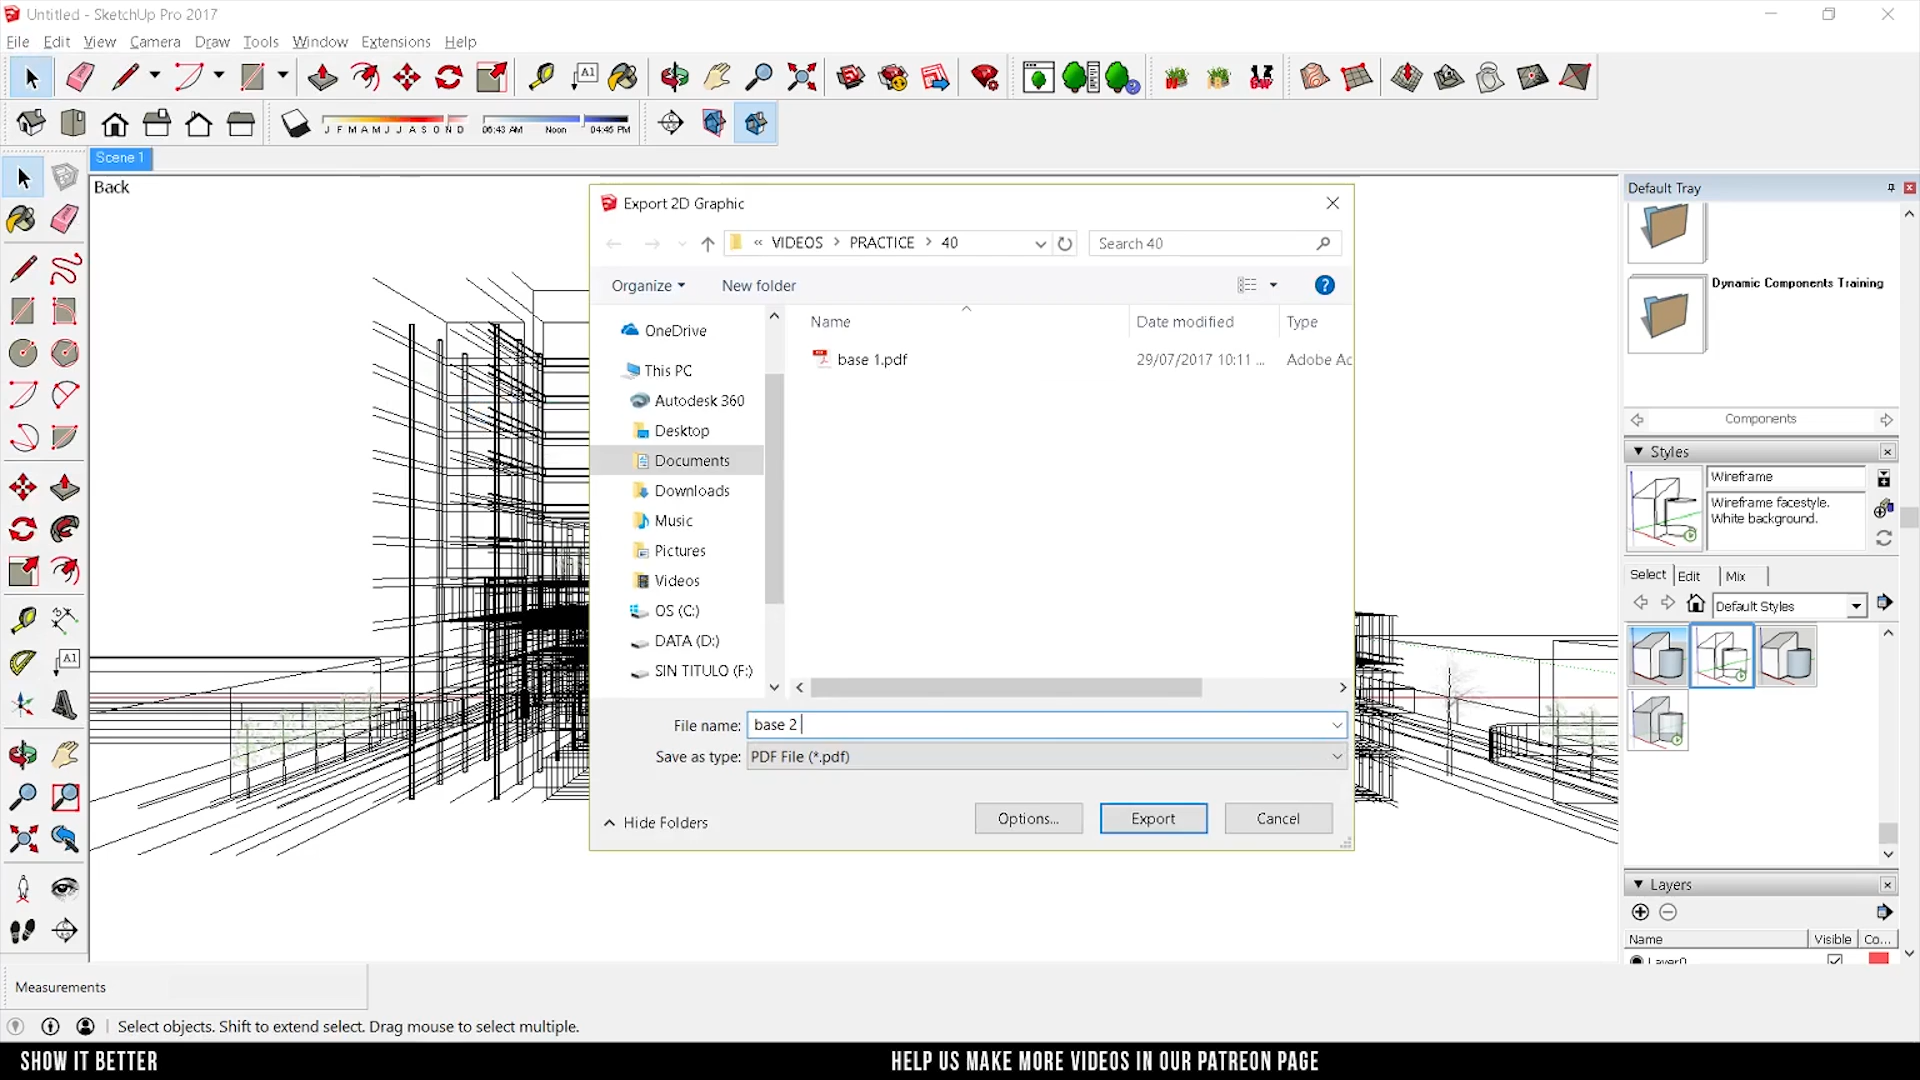 Untitled - SketchUp Pro 2017
File Edit View Camera Draw Tools Window Extensions Help
A1
J F M A M J J A S O N D
06:43 AM Noon 04:45 PM
Scene 1
Back
Export 2D Graphic
« VIDEOS > PRACTICE > 40
Search 40
Organize
New folder
OneDrive
This PC
Autodesk 360
Desktop
Documents
Downloads
Music
Pictures
Videos
OS (C:)
DATA (D:)
SIN TITULO (F:)
Name
Date modified
Type
base 1.pdf
29/07/2017 10:11 ...
Adobe Ac
File name: base 2
Save as type: PDF File (*.pdf)
Hide Folders
Options...
Export
Cancel
Default Tray
Dynamic Components Training
Components
Styles
Wireframe
Wireframe facestyle.
White background.
Select Edit Mix
Default Styles
Layers
Name Visible Co...
Layer0
A1
Measurements
Select objects. Shift to extend select. Drag mouse to select multiple.
SHOW IT BETTER
HELP US MAKE MORE VIDEOS IN OUR PATREON PAGE